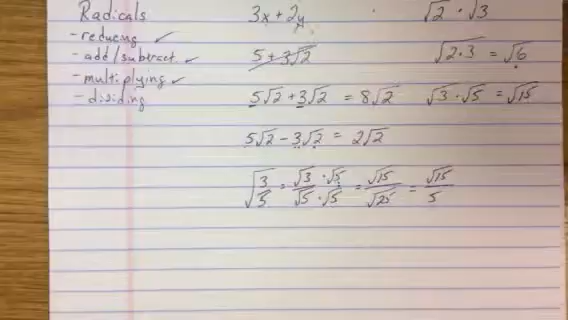 Radicals 3x + 2y √2 · √3
- reducing ✓
- add/subtract ✓ 5 + 3√2 √2·3 = √6
- multiplying ✓
- dividing 5√2 + 3√2 = 8√2 √3 · √5 = √15
5√2 - 3√2 = 2√2
√3/5 = √3 · √5 / √5 · √5 = √15 / √25 = √15 / 5